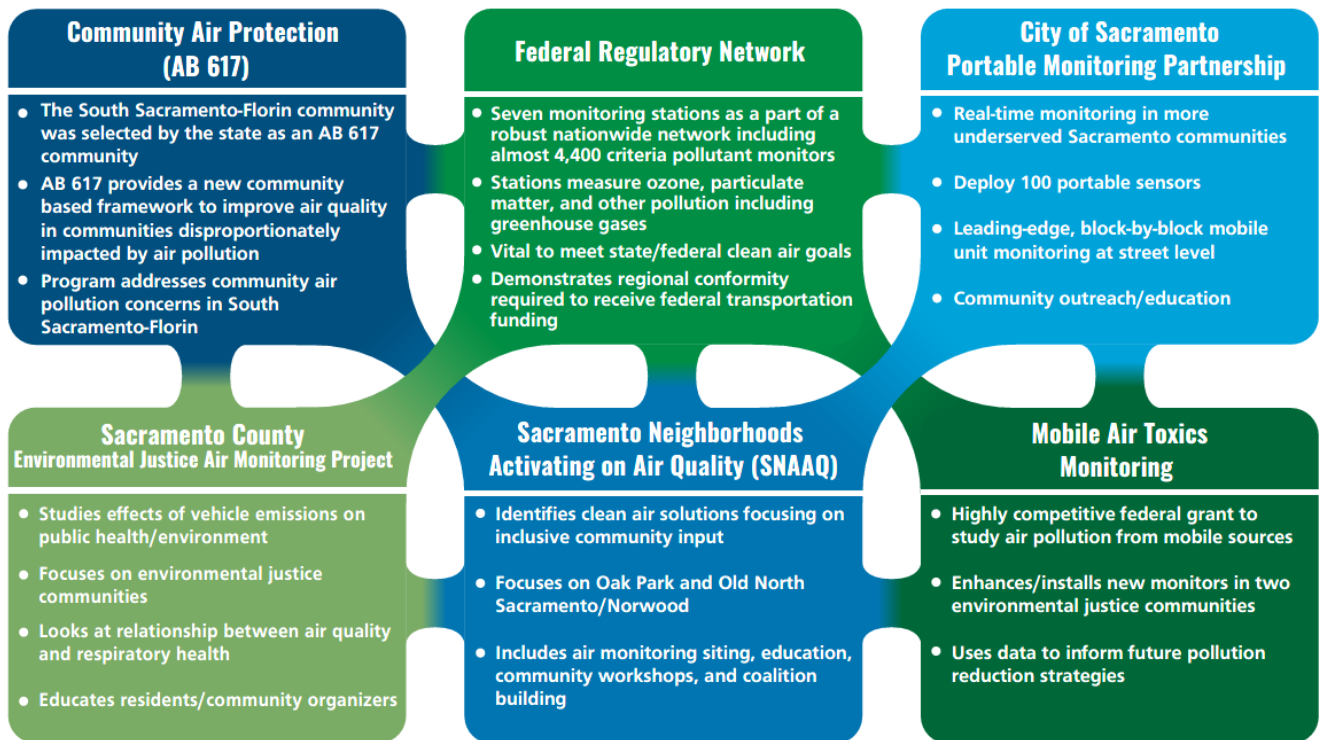 Community Air Protection
(AB 617)
• The South Sacramento-Florin community
was selected by the state as an AB 617
community
• AB 617 provides a new community
based framework to improve air quality
in communities disproportionately
impacted by air pollution
• Program addresses community air
pollution concerns in South
Sacramento-Florin
Federal Regulatory Network
• Seven monitoring stations as a part of a
robust nationwide network including
almost 4,400 criteria pollutant monitors
• Stations measure ozone, particulate
matter, and other pollution including
greenhouse gases
• Vital to meet state/federal clean air goals
• Demonstrates regional conformity
required to receive federal transportation
funding
City of Sacramento
Portable Monitoring Partnership
• Real-time monitoring in more
underserved Sacramento communities
• Deploy 100 portable sensors
• Leading-edge, block-by-block mobile
unit monitoring at street level
• Community outreach/education
Sacramento County
Environmental Justice Air Monitoring Project
• Studies effects of vehicle emissions on
public health/environment
• Focuses on environmental justice
communities
• Looks at relationship between air quality
and respiratory health
• Educates residents/community organizers
Sacramento Neighborhoods
Activating on Air Quality (SNAAQ)
• Identifies clean air solutions focusing on
inclusive community input
• Focuses on Oak Park and Old North
Sacramento/Norwood
• Includes air monitoring siting, education,
community workshops, and coalition
building
Mobile Air Toxics
Monitoring
• Highly competitive federal grant to
study air pollution from mobile sources
• Enhances/installs new monitors in two
environmental justice communities
• Uses data to inform future pollution
reduction strategies